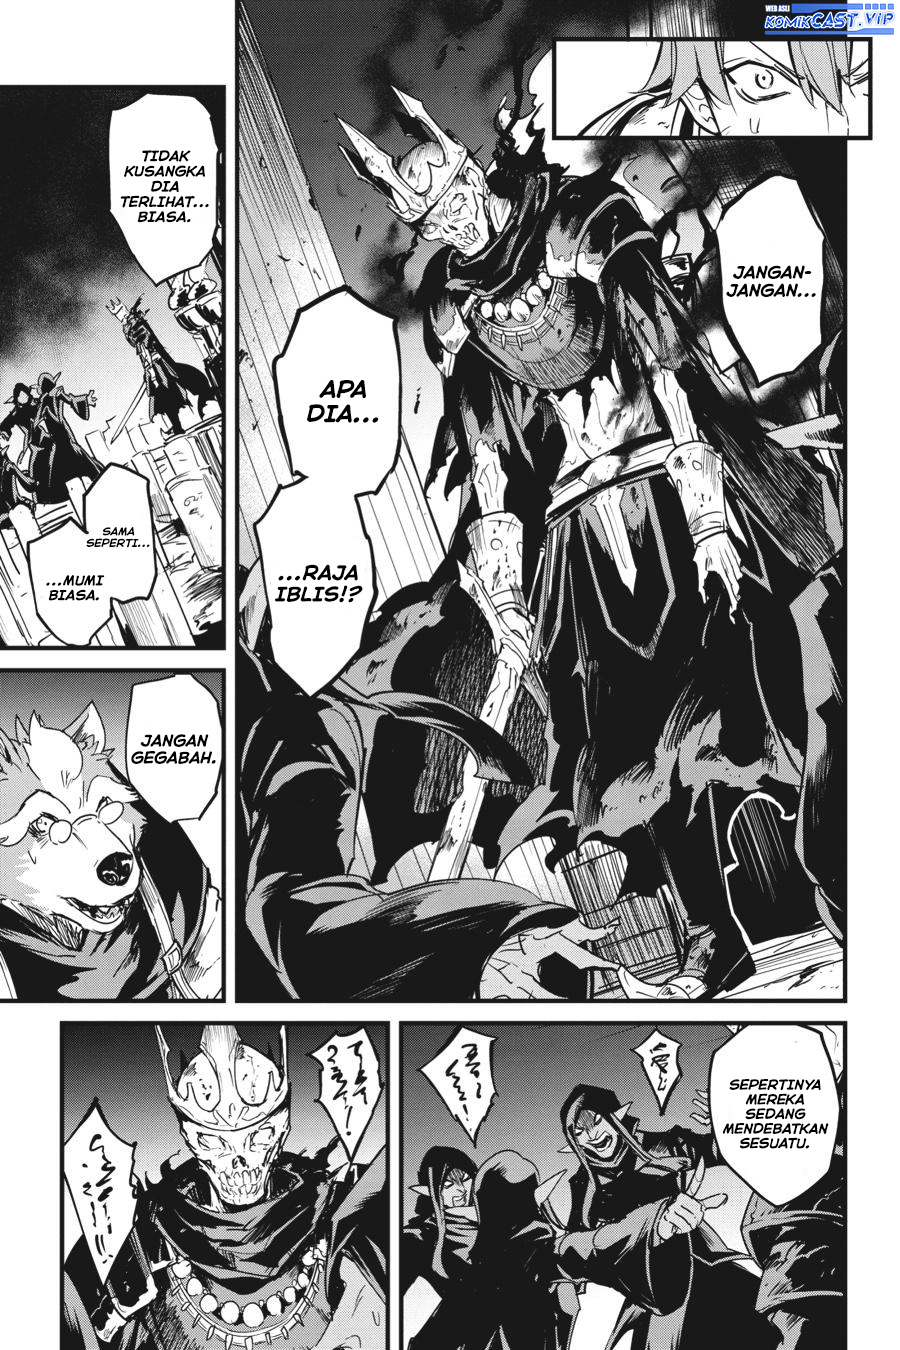 WEB ASLI
KOMIKCAST.VIP
JANGAN-
JANGAN...
APA
DIA...
...RAJA
IBLIS!?
TIDAK
KUSANGKA
DIA
TERLIHAT...
BIASA.
SAMA
SEPERTI...
...MUMI
BIASA.
JANGAN
GEGABAH.
SEPERTINYA
MEREKA
SEDANG
MENDEBATKAN
SESUATU.